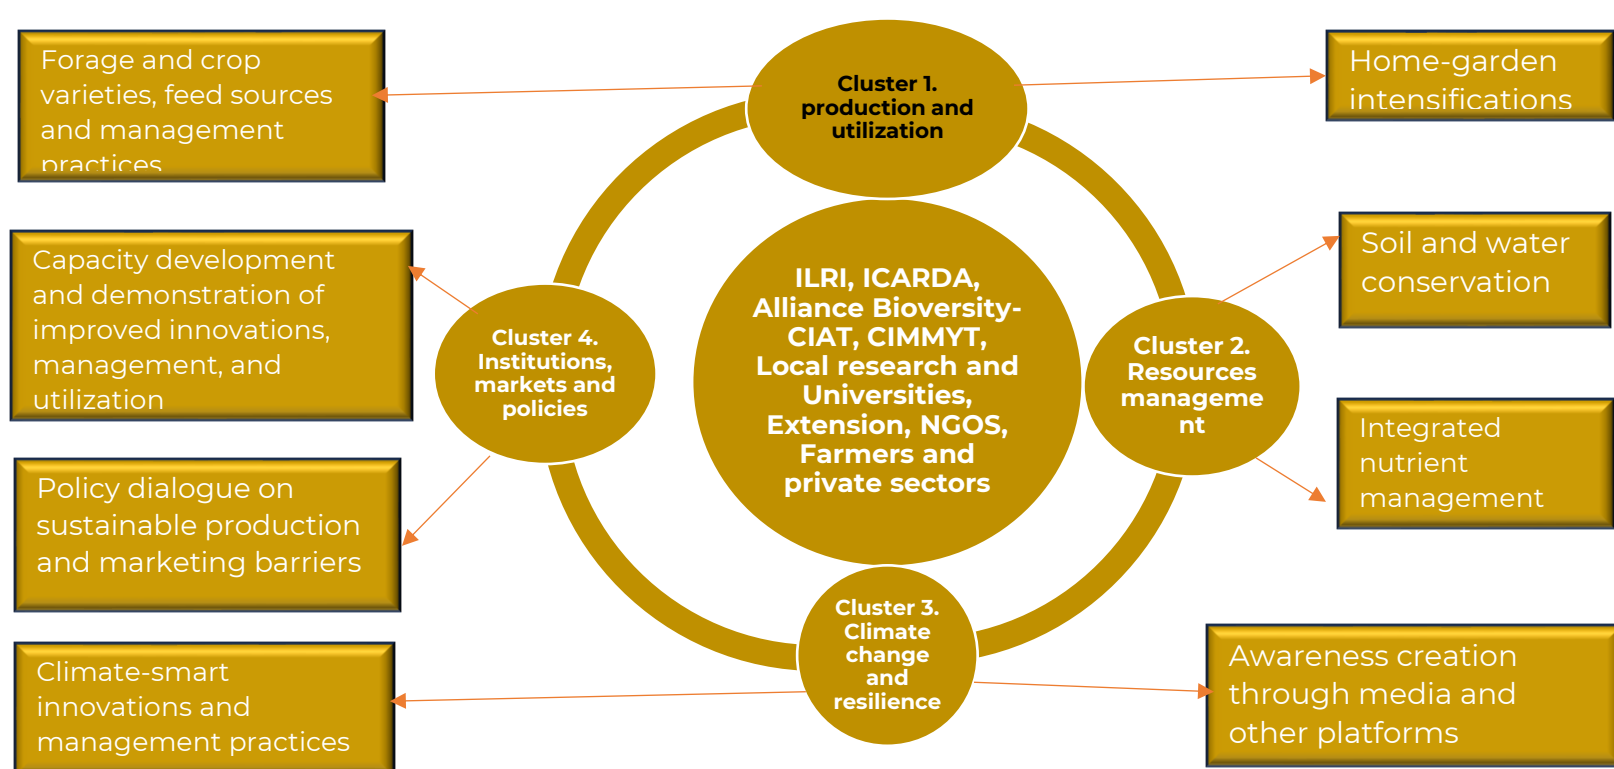 Forage and crop
varieties, feed sources
and management
practices
Cluster 1.
production and
utilization
Home-garden
intensifications
Capacity development
and demonstration of
improved innovations,
management, and
utilization
Cluster 4.
Institutions,
markets and
policies
ILRI, ICARDA,
Alliance Bioversity-
CIAT, CIMMYT,
Local research and
Universities,
Extension, NGOS,
Farmers and
private sectors
Cluster 2.
Resources
manageme
nt
Soil and water
conservation
Integrated
nutrient
management
Policy dialogue on
sustainable production
and marketing barriers
Climate-smart
innovations and
management practices
Cluster 3.
Climate
change
and
resilience
Awareness creation
through media and
other platforms